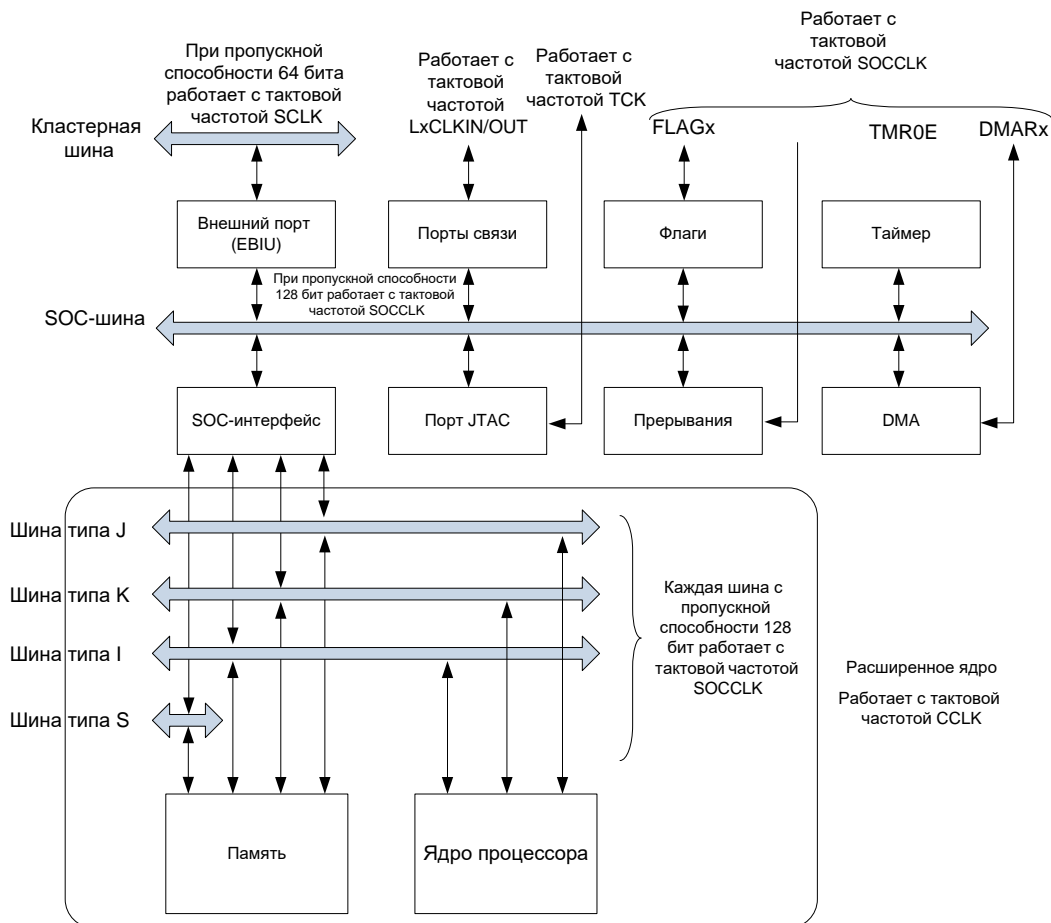 При пропускной
способности 64 бита
работает с тактовой
частотой SCLK
Работает с
тактовой
частотой
LxCLKIN/OUT
Работает с
тактовой
частотой TCK
Работает с
тактовой
частотой SOCCLK
Кластерная
шина
FLAGx
TMR0E
DMARx
Внешний порт
(EBIU)
Порты связи
Флаги
Таймер
При пропускной способности
128 бит работает с тактовой
частотой SOCCLK
SOC-шина
SOC-интерфейс
Порт JTAC
Прерывания
DMA
Шина типа J
Шина типа K
Шина типа I
Шина типа S
Каждая шина с
пропускной
способности 128
бит работает с
тактовой частотой
SOCCLK
Расширенное ядро
Работает с тактовой
частотой CCLK
Память
Ядро процессора